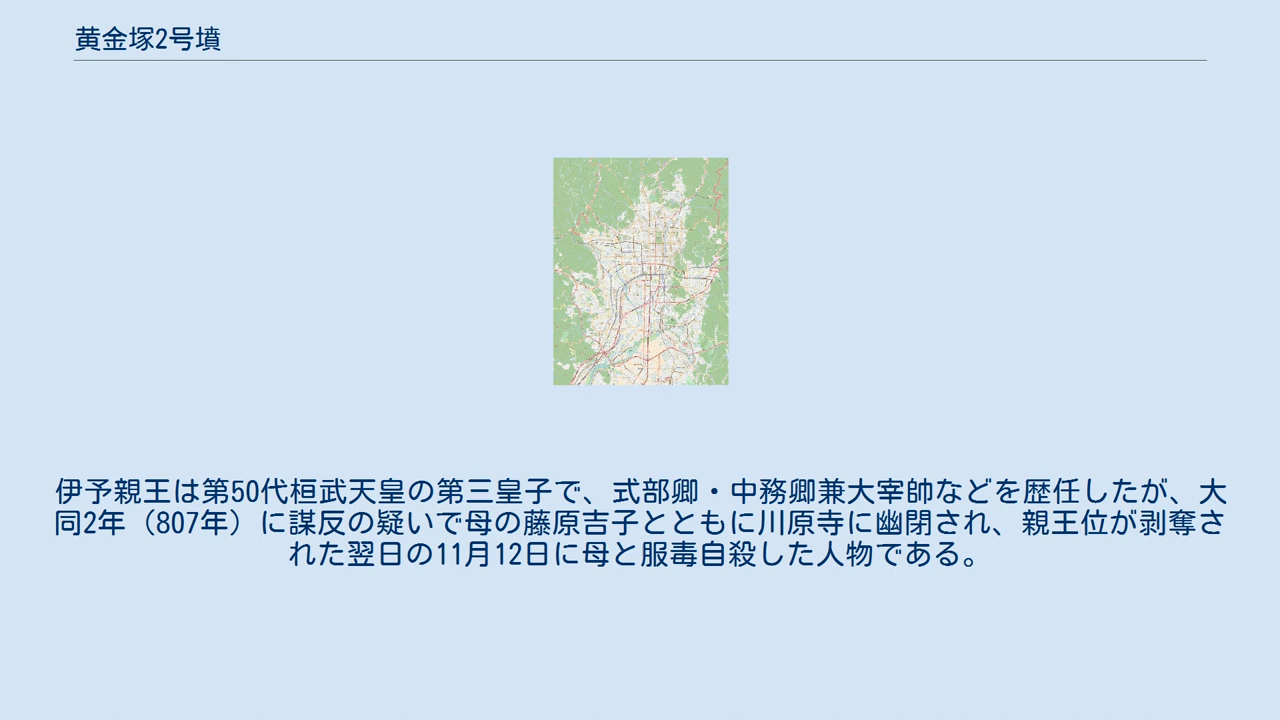 黄金塚2号墳
伊予親王は第50代桓武天皇の第三皇子で、式部卿・中務卿兼大宰帥などを歴任したが、大
同2年（807年）に謀反の疑いで母の藤原吉子とともに川原寺に幽閉され、親王位が剥奪さ
れた翌日の11月12日に母と服毒自殺した人物である。